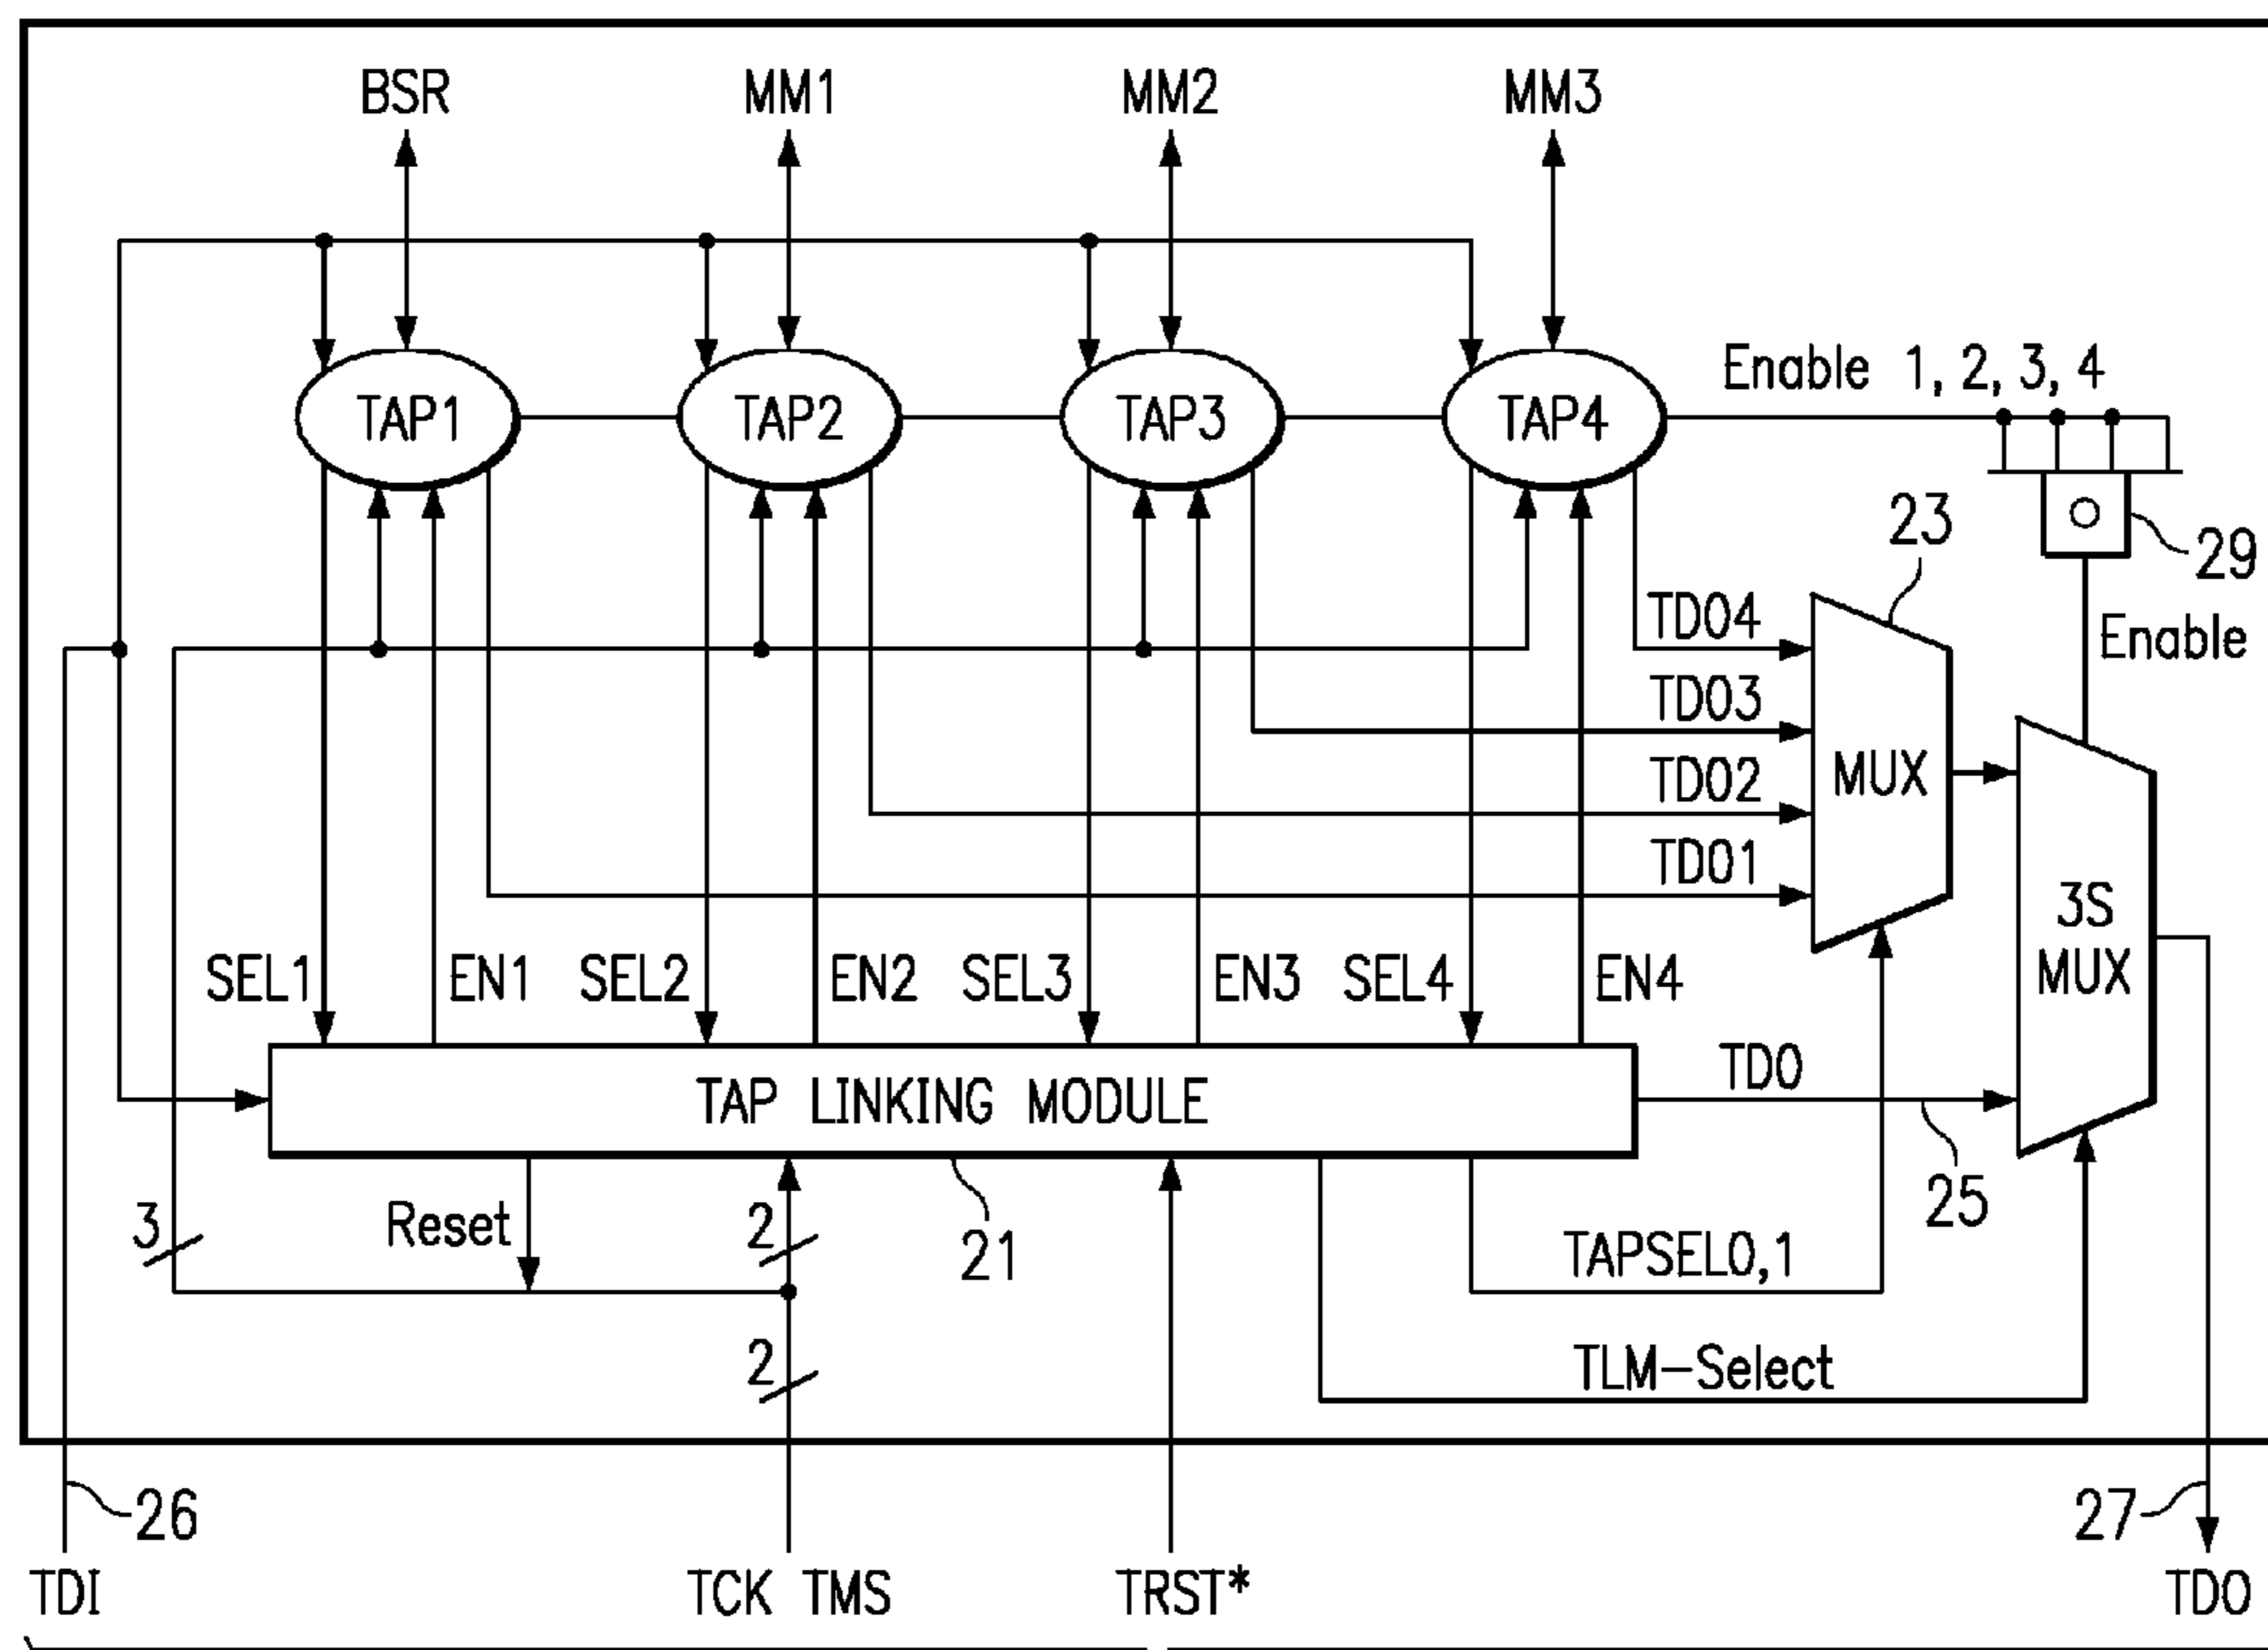 BSR MM1 MM2 MM3
TAP1 TAP2 TAP3 TAP4
Enable 1, 2, 3, 4
23
29
TDO4
Enable
TDO3
TDO2
MUX
TDO1
3S
MUX
SEL1 EN1 SEL2 EN2 SEL3 EN3 SEL4 EN4
TAP LINKING MODULE
TDO
25
3
Reset
2
21
TAPSEL0,1
2
TLM-Select
26
27
TDI
TCK TMS
TRST*
TDO